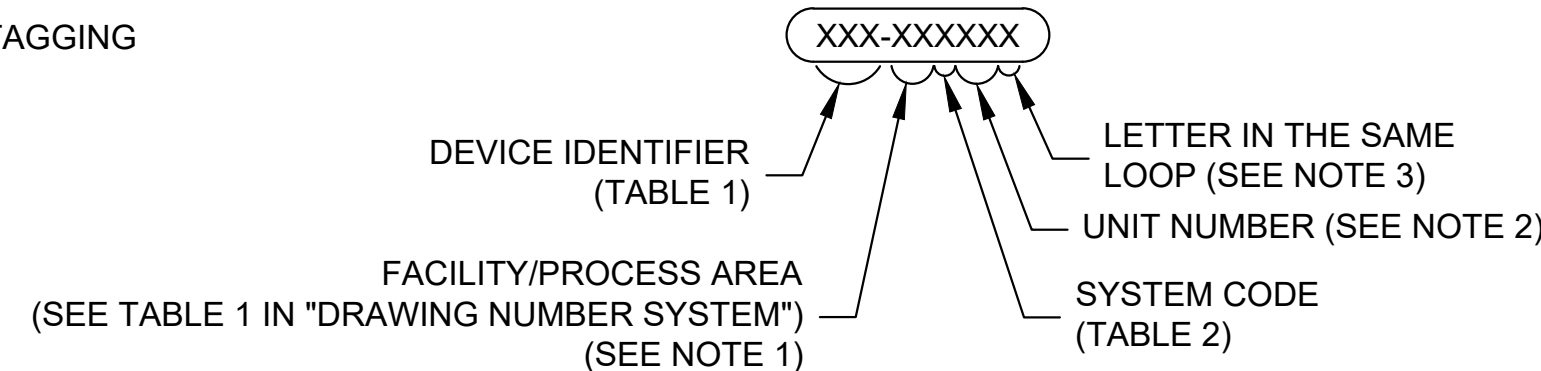 TAGGING
XXX-XXXXXX
DEVICE IDENTIFIER
(TABLE 1)
LETTER IN THE SAME
LOOP (SEE NOTE 3)
UNIT NUMBER (SEE NOTE 2)
FACILITY/PROCESS AREA
(SEE TABLE 1 IN "DRAWING NUMBER SYSTEM")
(SEE NOTE 1)
SYSTEM CODE
(TABLE 2)